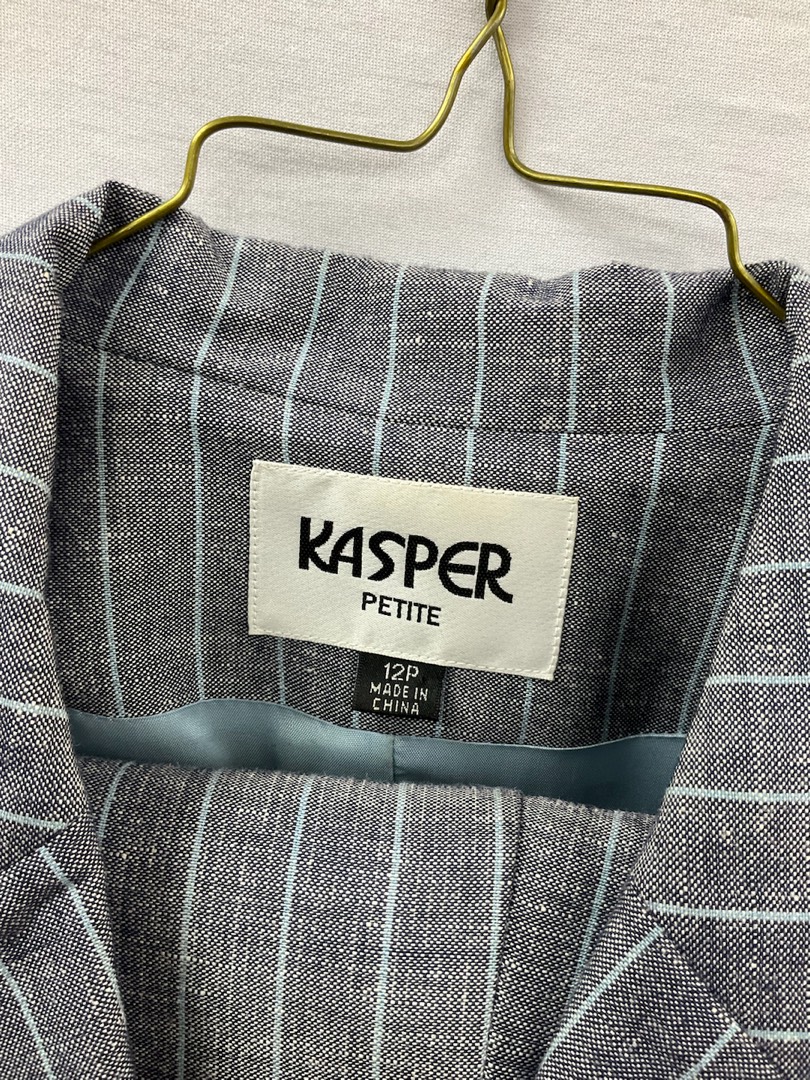 KASPER
PETITE
12P
MADE IN
CHINA